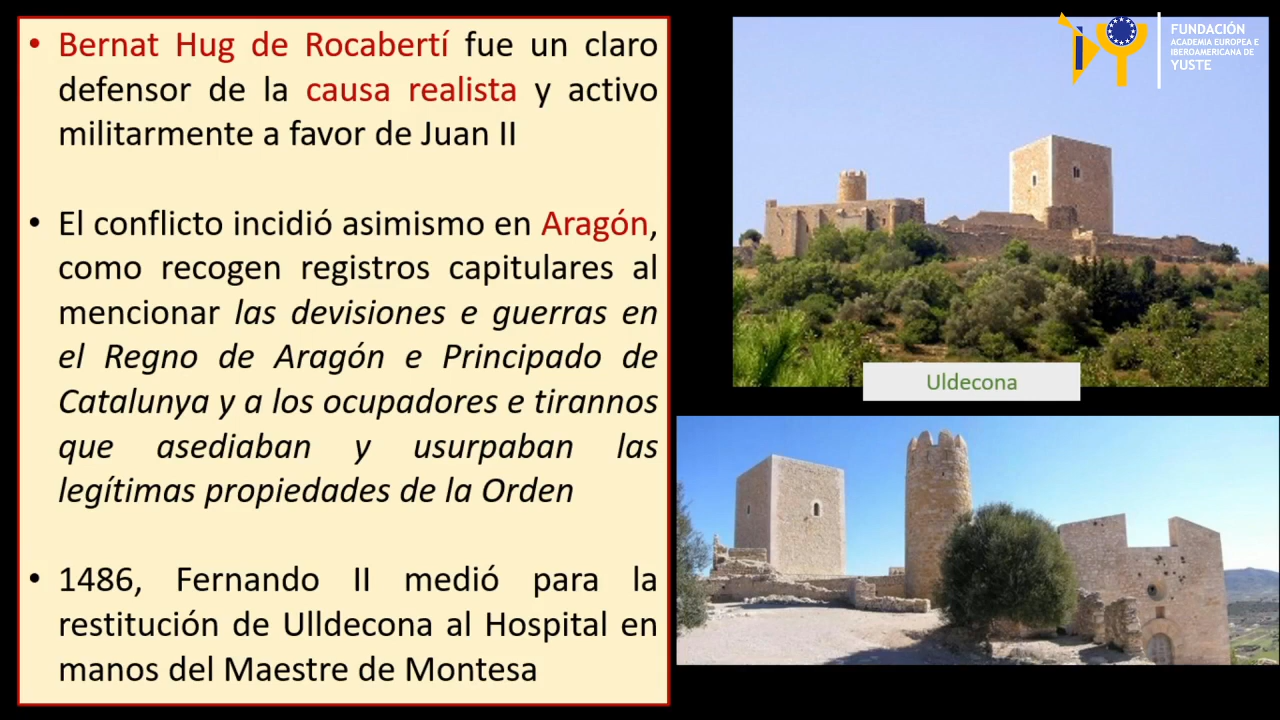 • Bernat Hug de Rocabertí fue un claro
defensor de la causa realista y activo
militarmente a favor de Juan II
• El conflicto incidió asimismo en Aragón,
como recogen registros capitulares al
mencionar las devisiones e guerras en
el Regno de Aragón e Principado de
Catalunya y a los ocupadores e tirannos
que asediaban y usurpaban las
legítimas propiedades de la Orden
• 1486, Fernando II medió para la
restitución de Ulldecona al Hospital en
manos del Maestre de Montesa
FUNDACIÓN
ACADEMIA EUROPEA E
IBEROAMERICANA DE
YUSTE
Uldecona